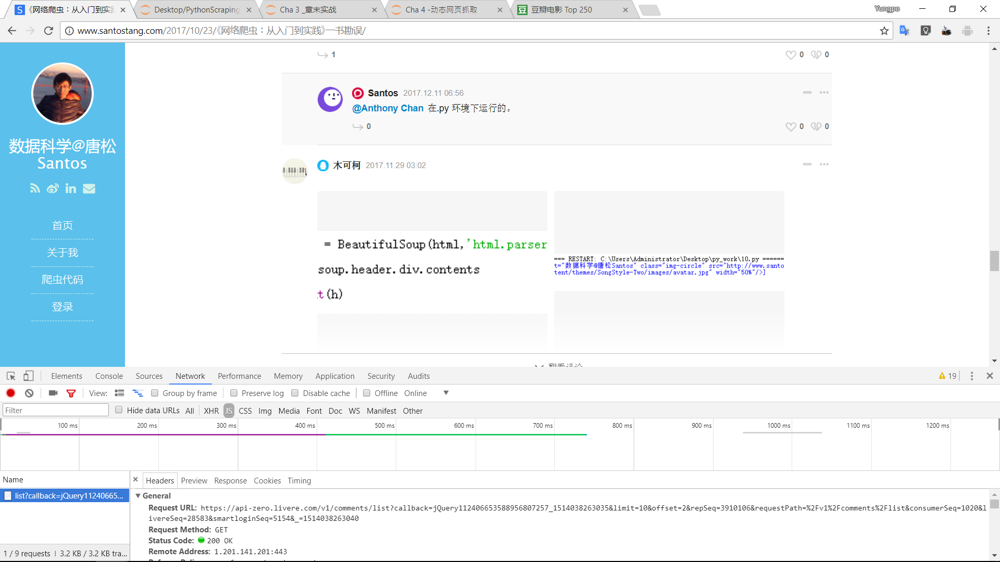 《网络爬虫：从入门到实践
Desktop/PythonScraping
Cha 3 _章末实战
Cha 4 -动态网页抓取
豆瓣电影 Top 250
Yungpo
www.santostang.com/2017/10/23/《网络爬虫：从入门到实践》一书勘误/
1
0 0
Santos 2017.12.11 06:56
@Anthony Chan 在.py 环境下运行的。
0
0 0
木可柯 2017.11.29 03:02
= BeautifulSoup(html,'html.parser
soup.header.div.contents
t(h)
=== RESTART: C:\Users\Administrator\Desktop\py_work\10.py ======
t="数据科学@唐松Santos" class="img-circle" src="http://www.santo
tent/themes/SongStyle-Two/images/avatar.jpg" width="50%"/>]
数据科学@唐松
Santos
首页
关于我
爬虫代码
登录
Elements Console Sources Network Performance Memory Application Security Audits 19
View: Group by frame Preserve log Disable cache Offline Online
Filter Hide data URLs All XHR JS CSS Img Media Font Doc WS Manifest Other
100 ms 200 ms 300 ms 400 ms 500 ms 600 ms 700 ms 800 ms 900 ms 1000 ms 1100 ms 1200 ms
Name
list?callback=jQuery11240665...
1 / 9 requests | 3.2 KB / 3.2 KB tra...
Headers Preview Response Cookies Timing
General
Request URL: https://api-zero.livere.com/v1/comments/list?callback=jQuery112406653588956807257_1514038263035&limit=10&offset=2&repSeq=3910106&requestPath=%2Fv1%2Fcomments%2Flist&consumerSeq=1020&l
ivereSeq=28583&smartloginSeq=5154&_=1514038263040
Request Method: GET
Status Code: 200 OK
Remote Address: 1.201.141.201:443